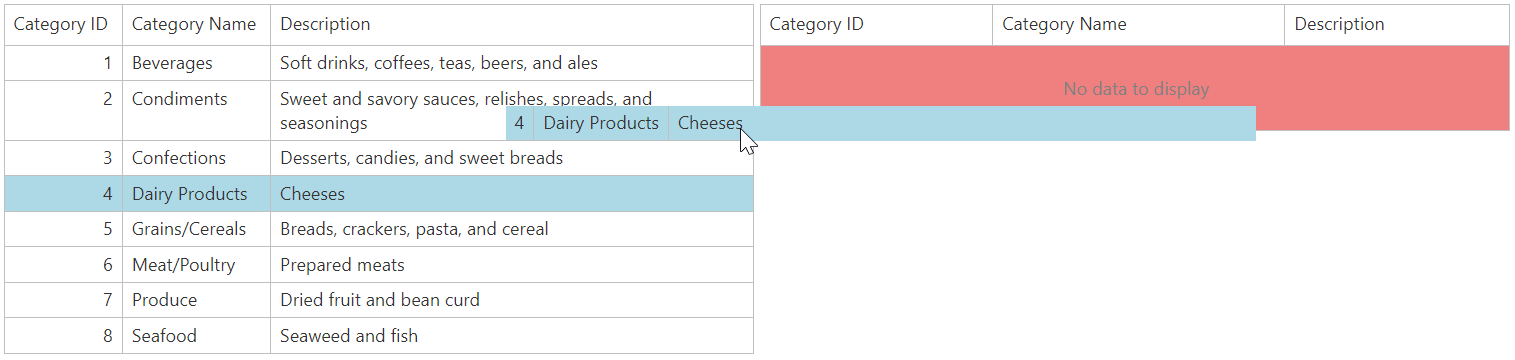 Category ID Category Name Description
1 Beverages Soft drinks, coffees, teas, beers, and ales
2 Condiments Sweet and savory sauces, relishes, spreads, and
seasonings
3 Confections Desserts, candies, and sweet breads
4 Dairy Products Cheeses
5 Grains/Cereals Breads, crackers, pasta, and cereal
6 Meat/Poultry Prepared meats
7 Produce Dried fruit and bean curd
8 Seafood Seaweed and fish
4 Dairy Products Cheeses
Category ID Category Name Description
No data to display